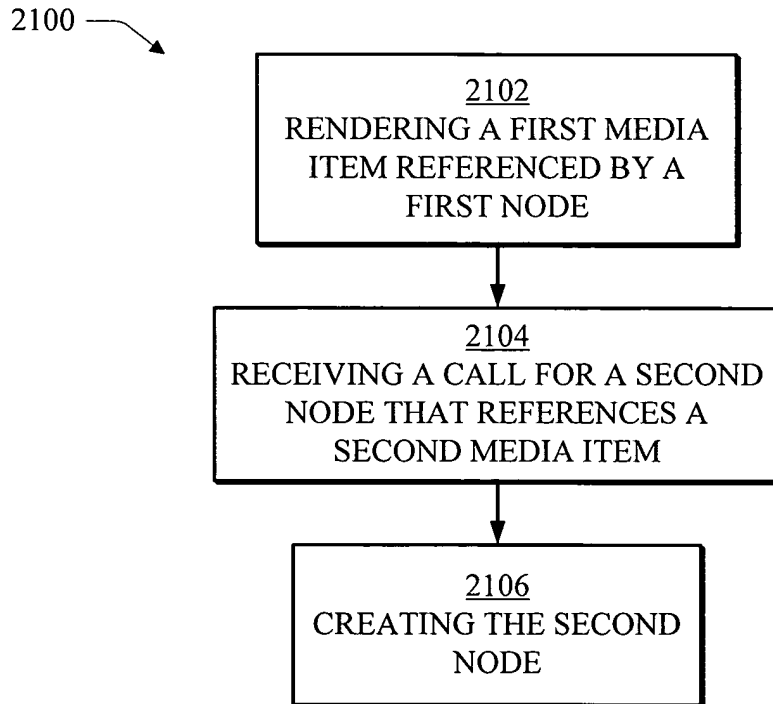 2100
2102
RENDERING A FIRST MEDIA
ITEM REFERENCED BY A
FIRST NODE
2104
RECEIVING A CALL FOR A SECOND
NODE THAT REFERENCES A
SECOND MEDIA ITEM
2106
CREATING THE SECOND
NODE